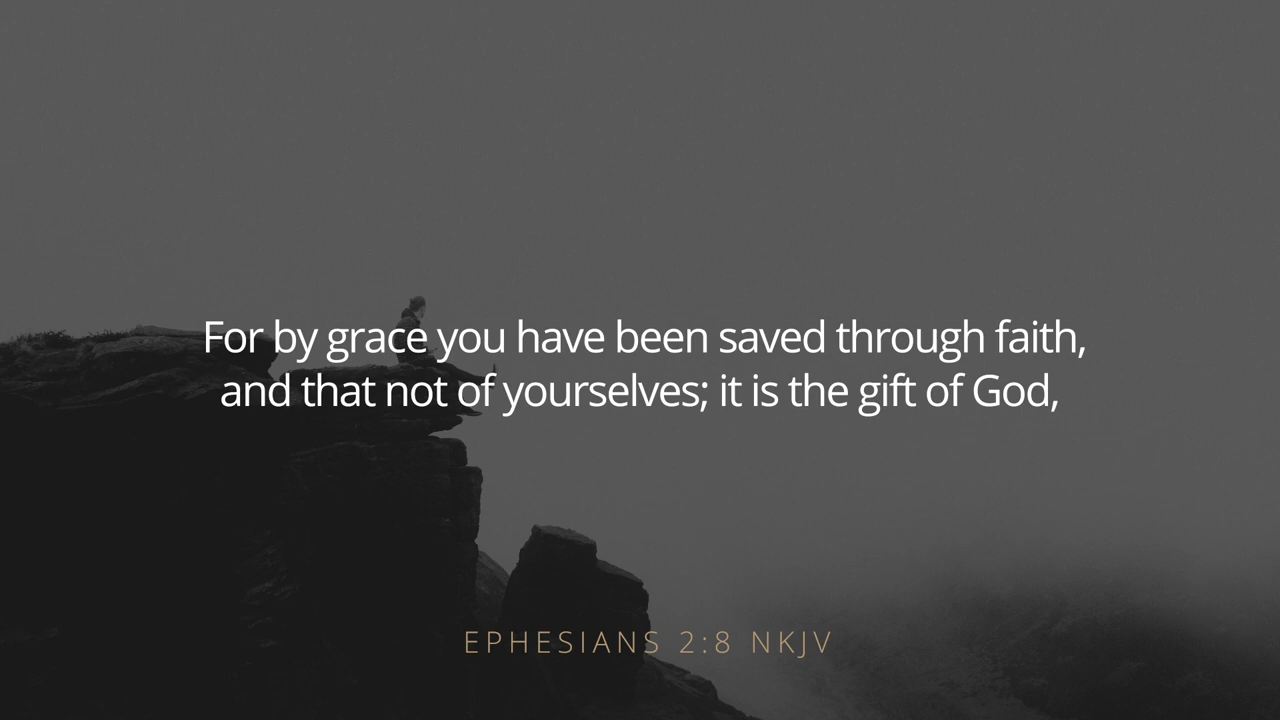 For by grace you have been saved through faith,
and that not of yourselves; it is the gift of God,
EPHESIANS 2:8 NKJV